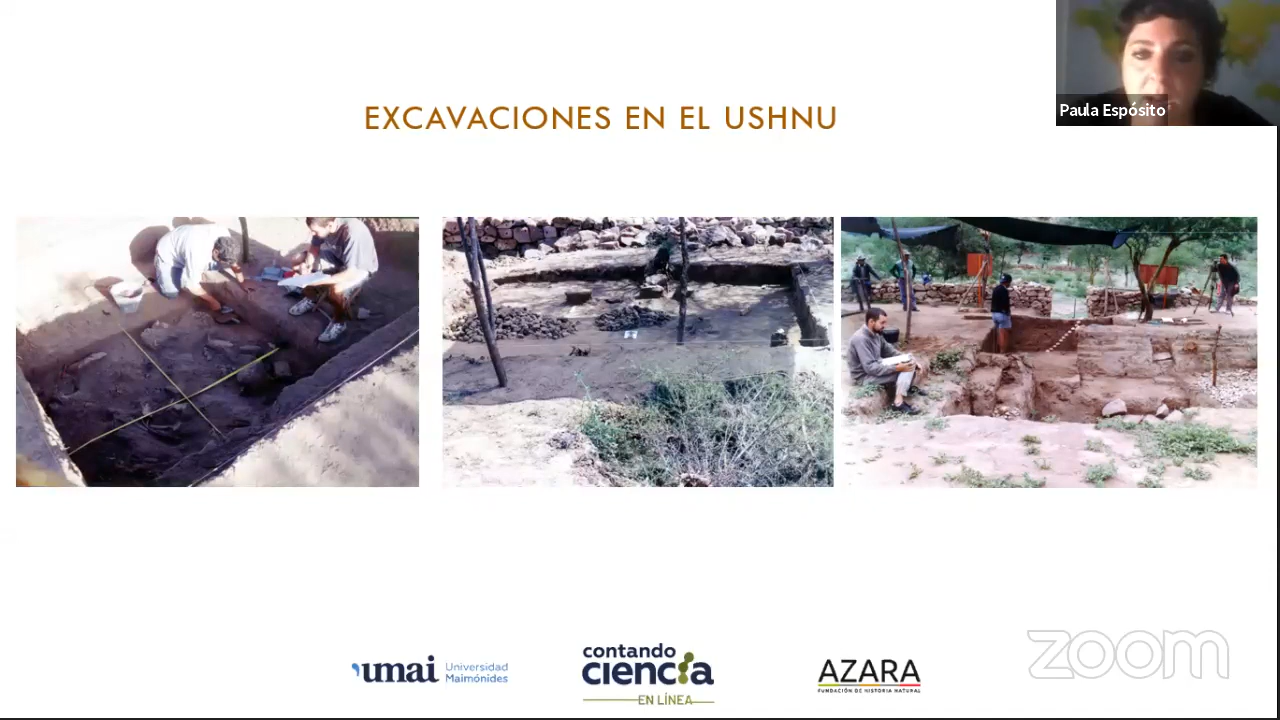 Paula Espósito
EXCAVACIONES EN EL USHNU
umai Universidad
Maimónides
contando
ciencia
EN LÍNEA
AZARA
FUNDACIÓN DE HISTORIA NATURAL
zoom